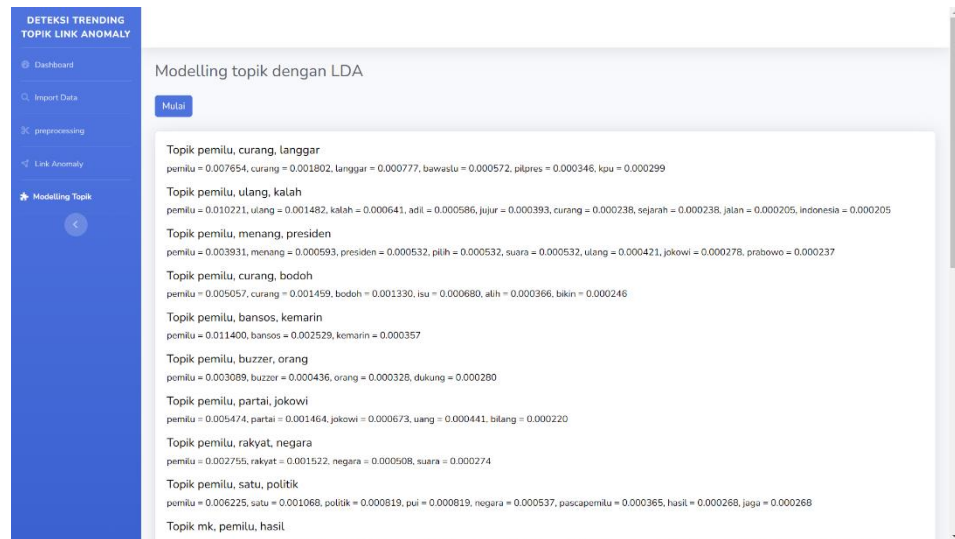 DETEKSI TRENDING
TOPIK LINK ANOMALY
Dashboard
Import Data
preprocessing
Link Anomaly
Modelling Topik
Modelling topik dengan LDA
Mulai
Topik pemilu, curang, langgar
pemilu = 0.007654, curang = 0.001802, langgar = 0.000777, bawaslu = 0.000572, pilpres = 0.000346, kpu = 0.000299
Topik pemilu, ulang, kalah
pemilu = 0.010221, ulang = 0.001482, kalah = 0.000641, adil = 0.000586, jujur = 0.000393, curang = 0.000238, sejarah = 0.000238, jalan = 0.000205, indonesia = 0.000205
Topik pemilu, menang, presiden
pemilu = 0.003931, menang = 0.000593, presiden = 0.000532, pilih = 0.000532, suara = 0.000532, ulang = 0.000421, jokowi = 0.000278, prabowo = 0.000237
Topik pemilu, curang, bodoh
pemilu = 0.005057, curang = 0.001459, bodoh = 0.001330, isu = 0.000680, alih = 0.000366, bikin = 0.000246
Topik pemilu, bansos, kemarin
pemilu = 0.011400, bansos = 0.002529, kemarin = 0.000357
Topik pemilu, buzzer, orang
pemilu = 0.003089, buzzer = 0.000436, orang = 0.000328, dukung = 0.000280
Topik pemilu, partai, jokowi
pemilu = 0.005474, partai = 0.001464, jokowi = 0.000673, uang = 0.000441, bilang = 0.000220
Topik pemilu, rakyat, negara
pemilu = 0.002755, rakyat = 0.001522, negara = 0.000508, suara = 0.000274
Topik pemilu, satu, politik
pemilu = 0.006225, satu = 0.001068, politik = 0.000819, pui = 0.000819, negara = 0.000537, pascapemilu = 0.000365, hasil = 0.000268, jaga = 0.000268
Topik mk, pemilu, hasil